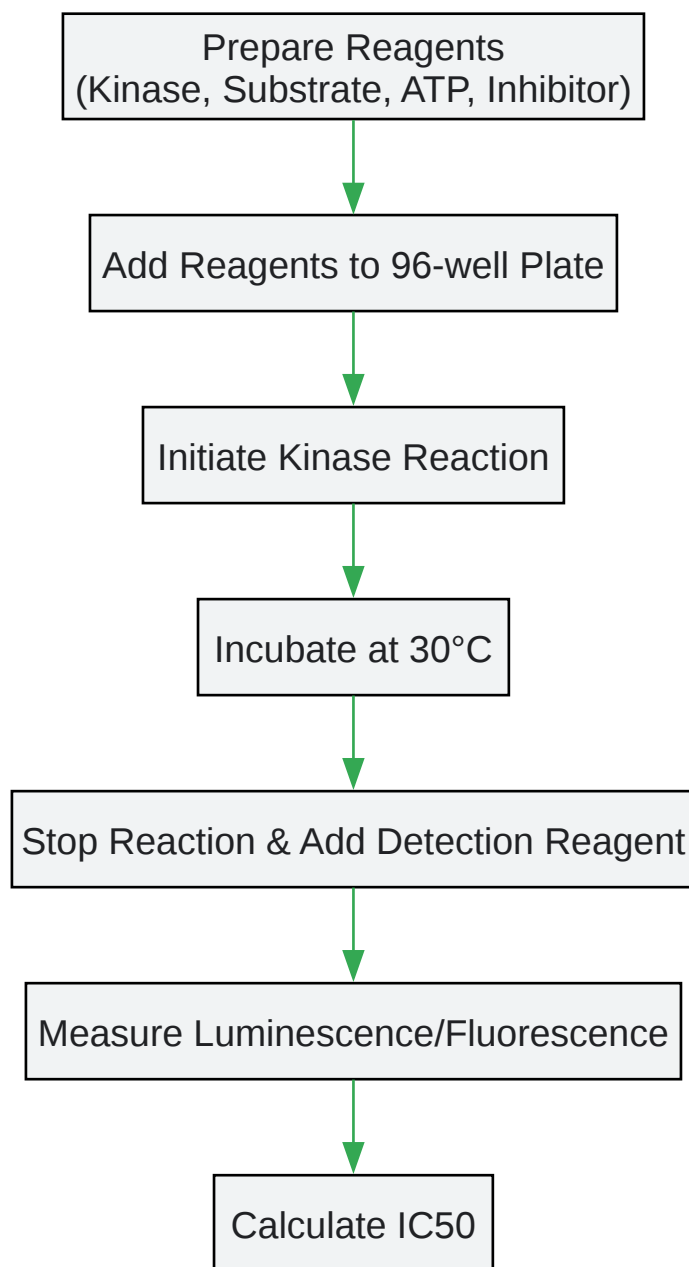 Prepare Reagents
(Kinase, Substrate, ATP, Inhibitor)
Add Reagents to 96-well Plate
Initiate Kinase Reaction
Incubate at 30°C
Stop Reaction & Add Detection Reagent
Measure Luminescence/Fluorescence
Calculate IC50